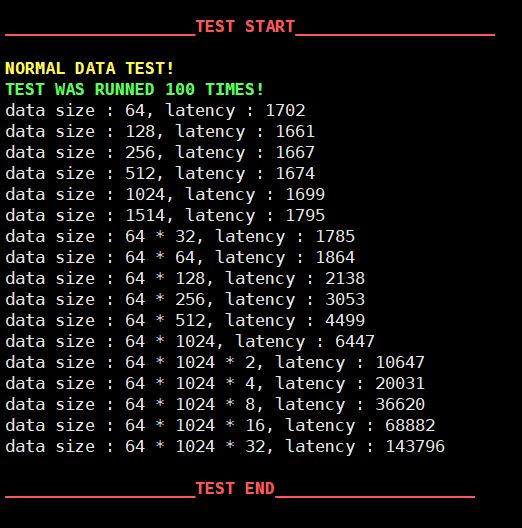 ___________________TEST START____________________
NORMAL DATA TEST!
TEST WAS RUNNED 100 TIMES!
data size : 64, latency : 1702
data size : 128, latency : 1661
data size : 256, latency : 1667
data size : 512, latency : 1674
data size : 1024, latency : 1699
data size : 1514, latency : 1795
data size : 64 * 32, latency : 1785
data size : 64 * 64, latency : 1864
data size : 64 * 128, latency : 2138
data size : 64 * 256, latency : 3053
data size : 64 * 512, latency : 4499
data size : 64 * 1024, latency : 6447
data size : 64 * 1024 * 2, latency : 10647
data size : 64 * 1024 * 4, latency : 20031
data size : 64 * 1024 * 8, latency : 36620
data size : 64 * 1024 * 16, latency : 68882
data size : 64 * 1024 * 32, latency : 143796
___________________TEST END____________________